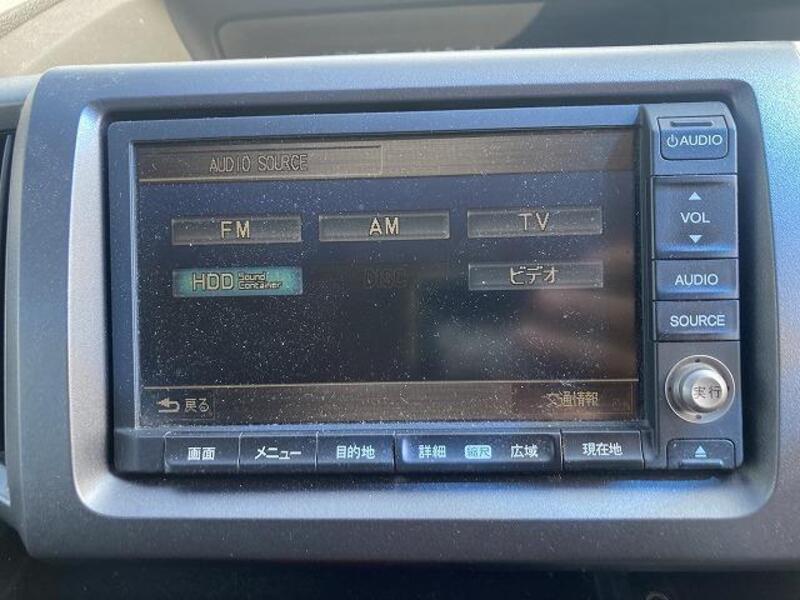 AUDIO SOURCE
FM AM TV
HDD Sound Container DISC ビデオ
戻る 交通情報
画面 メニュー 目的地 詳細 縮尺 広域 現在地
AUDIO
VOL
AUDIO
SOURCE
実行